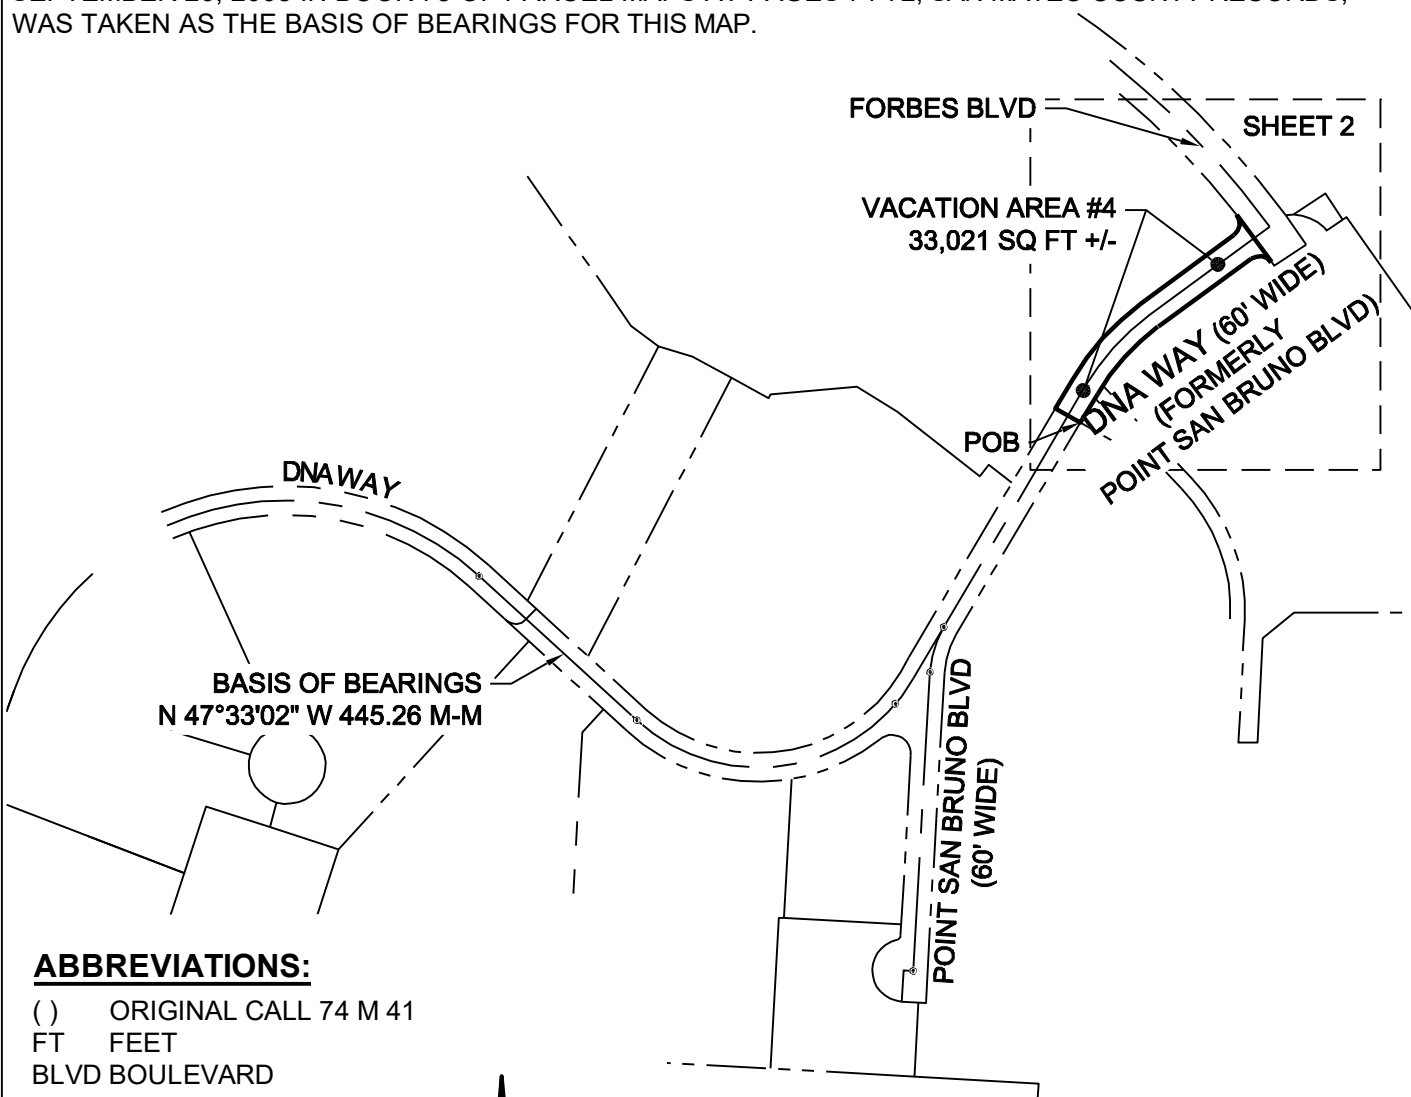 WAS TAKEN AS THE BASIS OF BEARINGS FOR THIS MAP.
FORBES BLVD
SHEET 2
VACATION AREA #4
33,021 SQ FT +/-
DNA WAY (60' WIDE)
(FORMERLY
POINT SAN BRUNO BLVD)
POB
DNA WAY
BASIS OF BEARINGS
N 47°33'02" W 445.26 M-M
POINT SAN BRUNO BLVD
(60' WIDE)
ABBREVIATIONS:
( ) ORIGINAL CALL 74 M 41
FT FEET
BLVD BOULEVARD